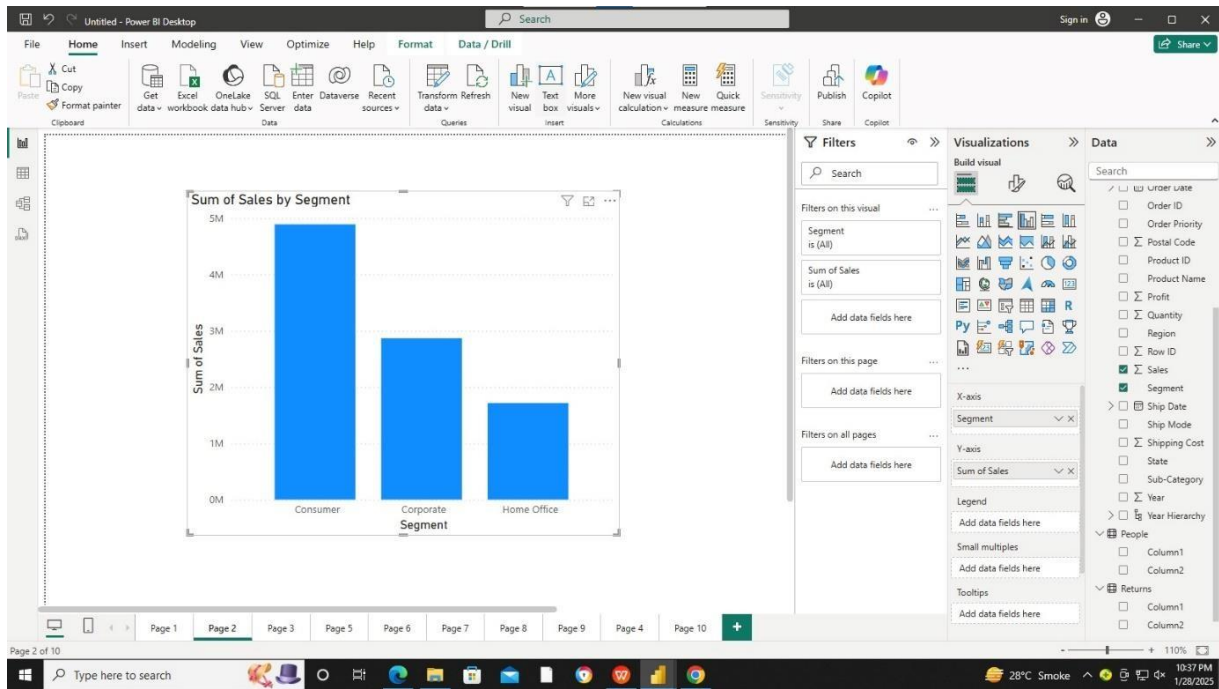 Untitled - Power BI Desktop
Search
Sign in
File Home Insert Modeling View Optimize Help Format Data / Drill
Share
Paste
Cut
Copy
Format painter
Clipboard
Get data
Excel workbook
OneLake data hub
SQL Server
Enter data
Dataverse
Recent sources
Data
Transform data
Refresh
Queries
New visual
Text box
More visuals
Insert
New visual calculation
New measure
Quick measure
Calculations
Sensitivity
Sensitivity
Publish
Share
Copilot
Copilot
Sum of Sales by Segment
5M
4M
3M
2M
1M
0M
Sum of Sales
Consumer Corporate Home Office
Segment
Filters
Search
Filters on this visual
Segment
is (All)
Sum of Sales
is (All)
Add data fields here
Filters on this page
Add data fields here
Filters on all pages
Add data fields here
Visualizations
Build visual
123
R
Py
X-axis
Segment
Y-axis
Sum of Sales
Legend
Add data fields here
Small multiples
Add data fields here
Tooltips
Add data fields here
Data
Search
Order Date
Order ID
Order Priority
Postal Code
Product ID
Product Name
Profit
Quantity
Region
Row ID
Sales
Segment
Ship Date
Ship Mode
Shipping Cost
State
Sub-Category
Year
Year Hierarchy
People
Column1
Column2
Returns
Column1
Column2
Page 1 Page 2 Page 3 Page 5 Page 6 Page 7 Page 8 Page 9 Page 4 Page 10
Page 2 of 10
110%
Type here to search
28°C Smoke
10:37 PM
1/28/2025